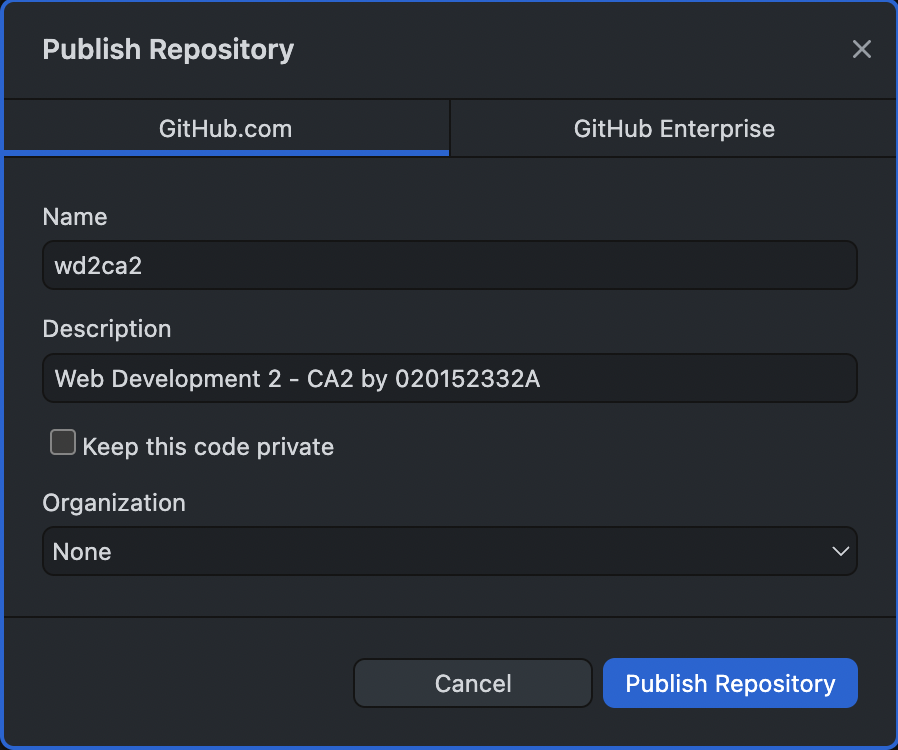 Publish Repository
GitHub.com
GitHub Enterprise
Name
wd2ca2
Description
Web Development 2 - CA2 by 020152332A
Keep this code private
Organization
None
Cancel
Publish Repository